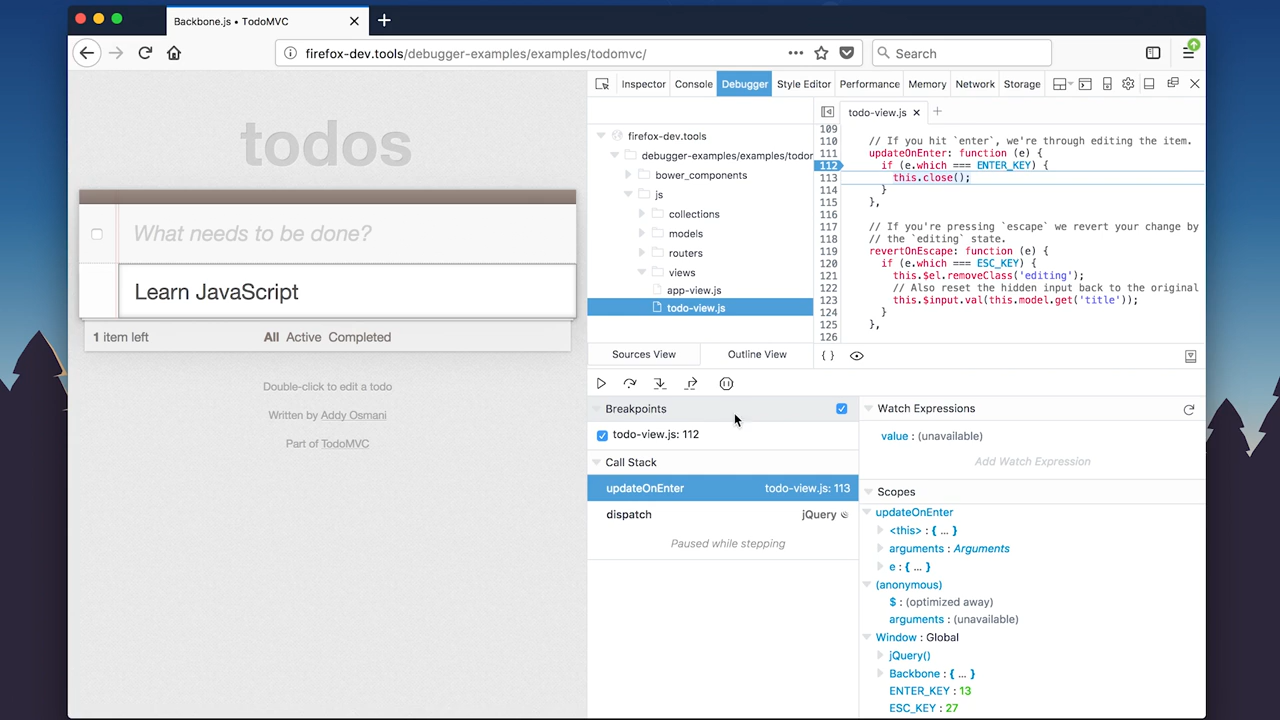 Backbone.js • TodoMVC
firefox-dev.tools/debugger-examples/examples/todomvc/
Search
todos
What needs to be done?
Learn JavaScript
1 item left
All Active Completed
Double-click to edit a todo
Written by Addy Osmani
Part of TodoMVC
Inspector Console Debugger Style Editor Performance Memory Network Storage
firefox-dev.tools
debugger-examples/examples/todor
bower_components
js
collections
models
routers
views
app-view.js
todo-view.js
Sources View Outline View
todo-view.js
109
110 // If you hit `enter`, we're through editing the item.
111 updateOnEnter: function (e) {
112 if (e.which === ENTER_KEY) {
113 this.close();
114 }
115 },
116
117 // If you're pressing `escape` we revert your change by
118 // the `editing` state.
119 revertOnEscape: function (e) {
120 if (e.which === ESC_KEY) {
121 this.$el.removeClass('editing');
122 // Also reset the hidden input back to the original
123 this.$input.val(this.model.get('title'));
124 }
125 },
126
{ }
Breakpoints
todo-view.js: 112
Call Stack
updateOnEnter todo-view.js: 113
dispatch jQuery
Paused while stepping
Watch Expressions
value : (unavailable)
Add Watch Expression
Scopes
updateOnEnter
<this> : { … }
arguments : Arguments
e : { … }
(anonymous)
$ : (optimized away)
arguments : (unavailable)
Window : Global
jQuery()
Backbone : { … }
ENTER_KEY : 13
ESC_KEY : 27